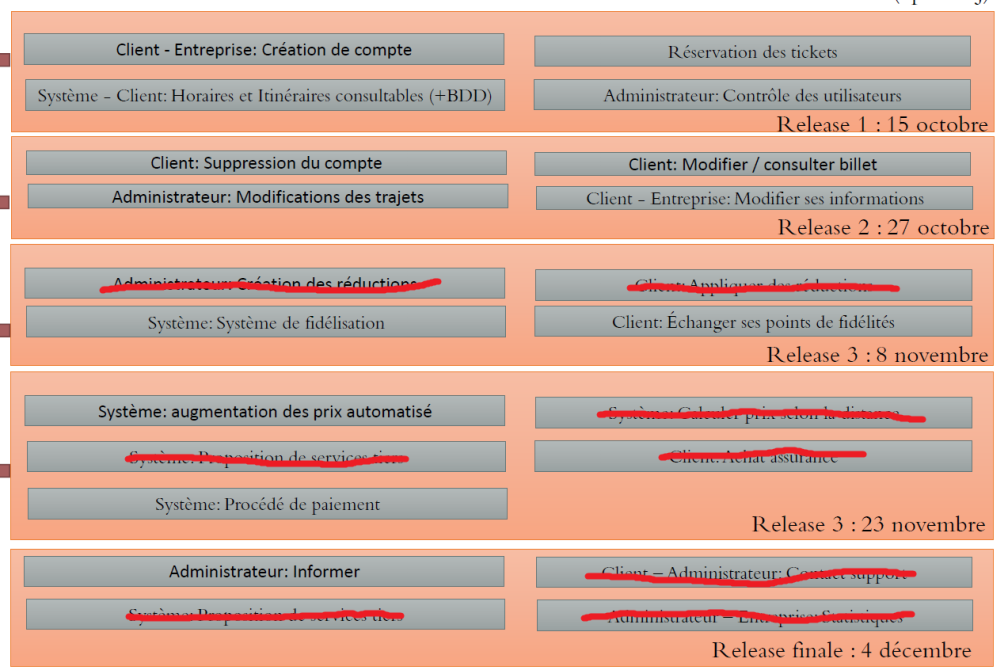 Client - Entreprise: Création de compte
Réservation des tickets
Système - Client: Horaires et Itinéraires consultables (+BDD)
Administrateur: Contrôle des utilisateurs
Release 1 : 15 octobre
Client: Suppression du compte
Client: Modifier / consulter billet
Administrateur: Modifications des trajets
Client - Entreprise: Modifier ses informations
Release 2 : 27 octobre
Administrateur: Création des réductions
Client: Appliquer des réductions
Système: Système de fidélisation
Client: Échanger ses points de fidélités
Release 3 : 8 novembre
Système: augmentation des prix automatisé
Système: Calculer prix selon la distance
Système: Proposition de services tiers
Client: Achat assurance
Système: Procédé de paiement
Release 3 : 23 novembre
Administrateur: Informer
Client – Administrateur: Contact support
Système: Proposition de services tiers
Administrateur – Entreprise: Statistiques
Release finale : 4 décembre